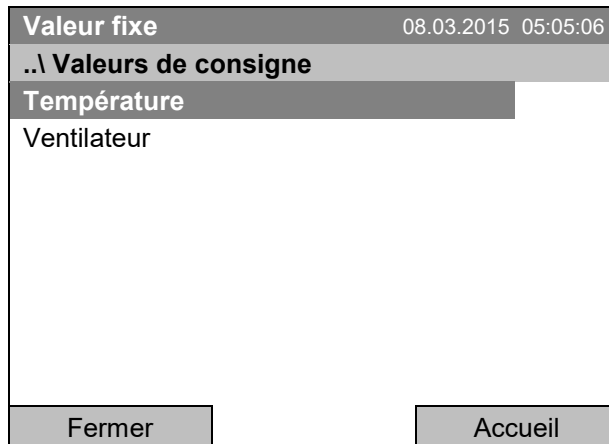 Valeur fixe 08.03.2015 05:05:06
..\ Valeurs de consigne
Température
Ventilateur
Fermer Accueil